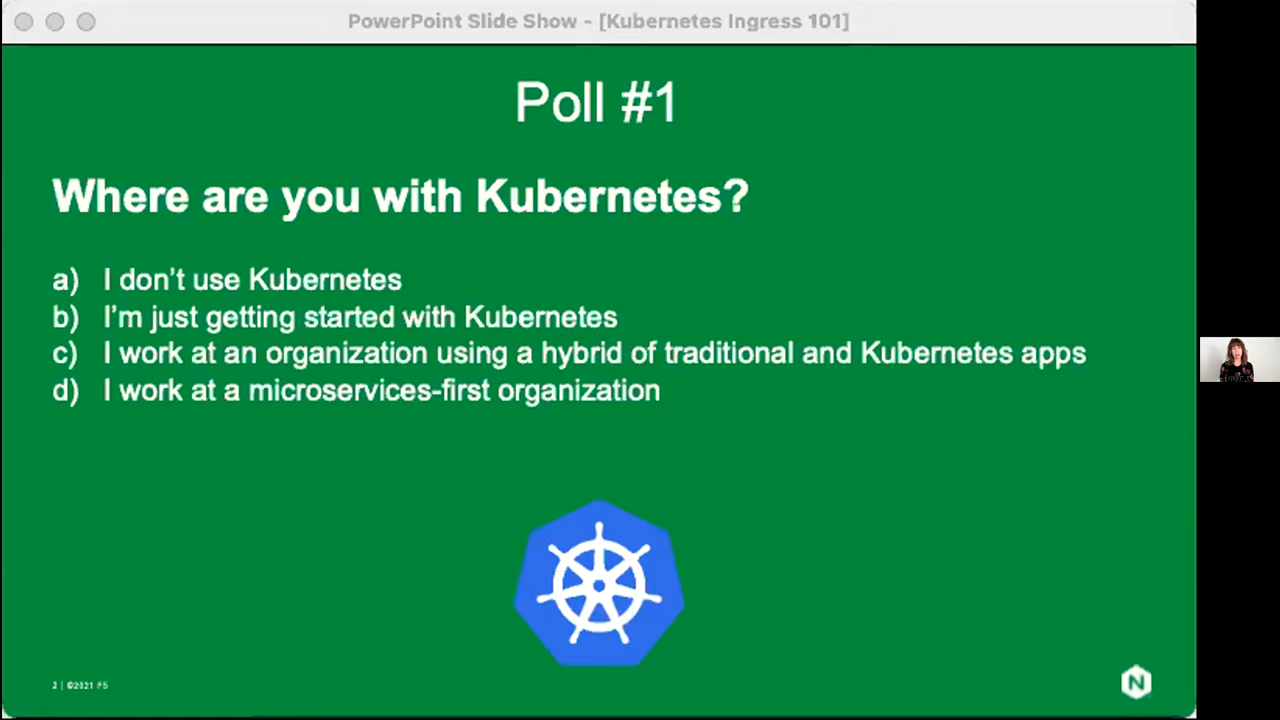 PowerPoint Slide Show - [Kubernetes Ingress 101]
Poll #1
Where are you with Kubernetes?
a) I don't use Kubernetes
b) I'm just getting started with Kubernetes
c) I work at an organization using a hybrid of traditional and Kubernetes apps
d) I work at a microservices-first organization
2 | ©2021 F5
N